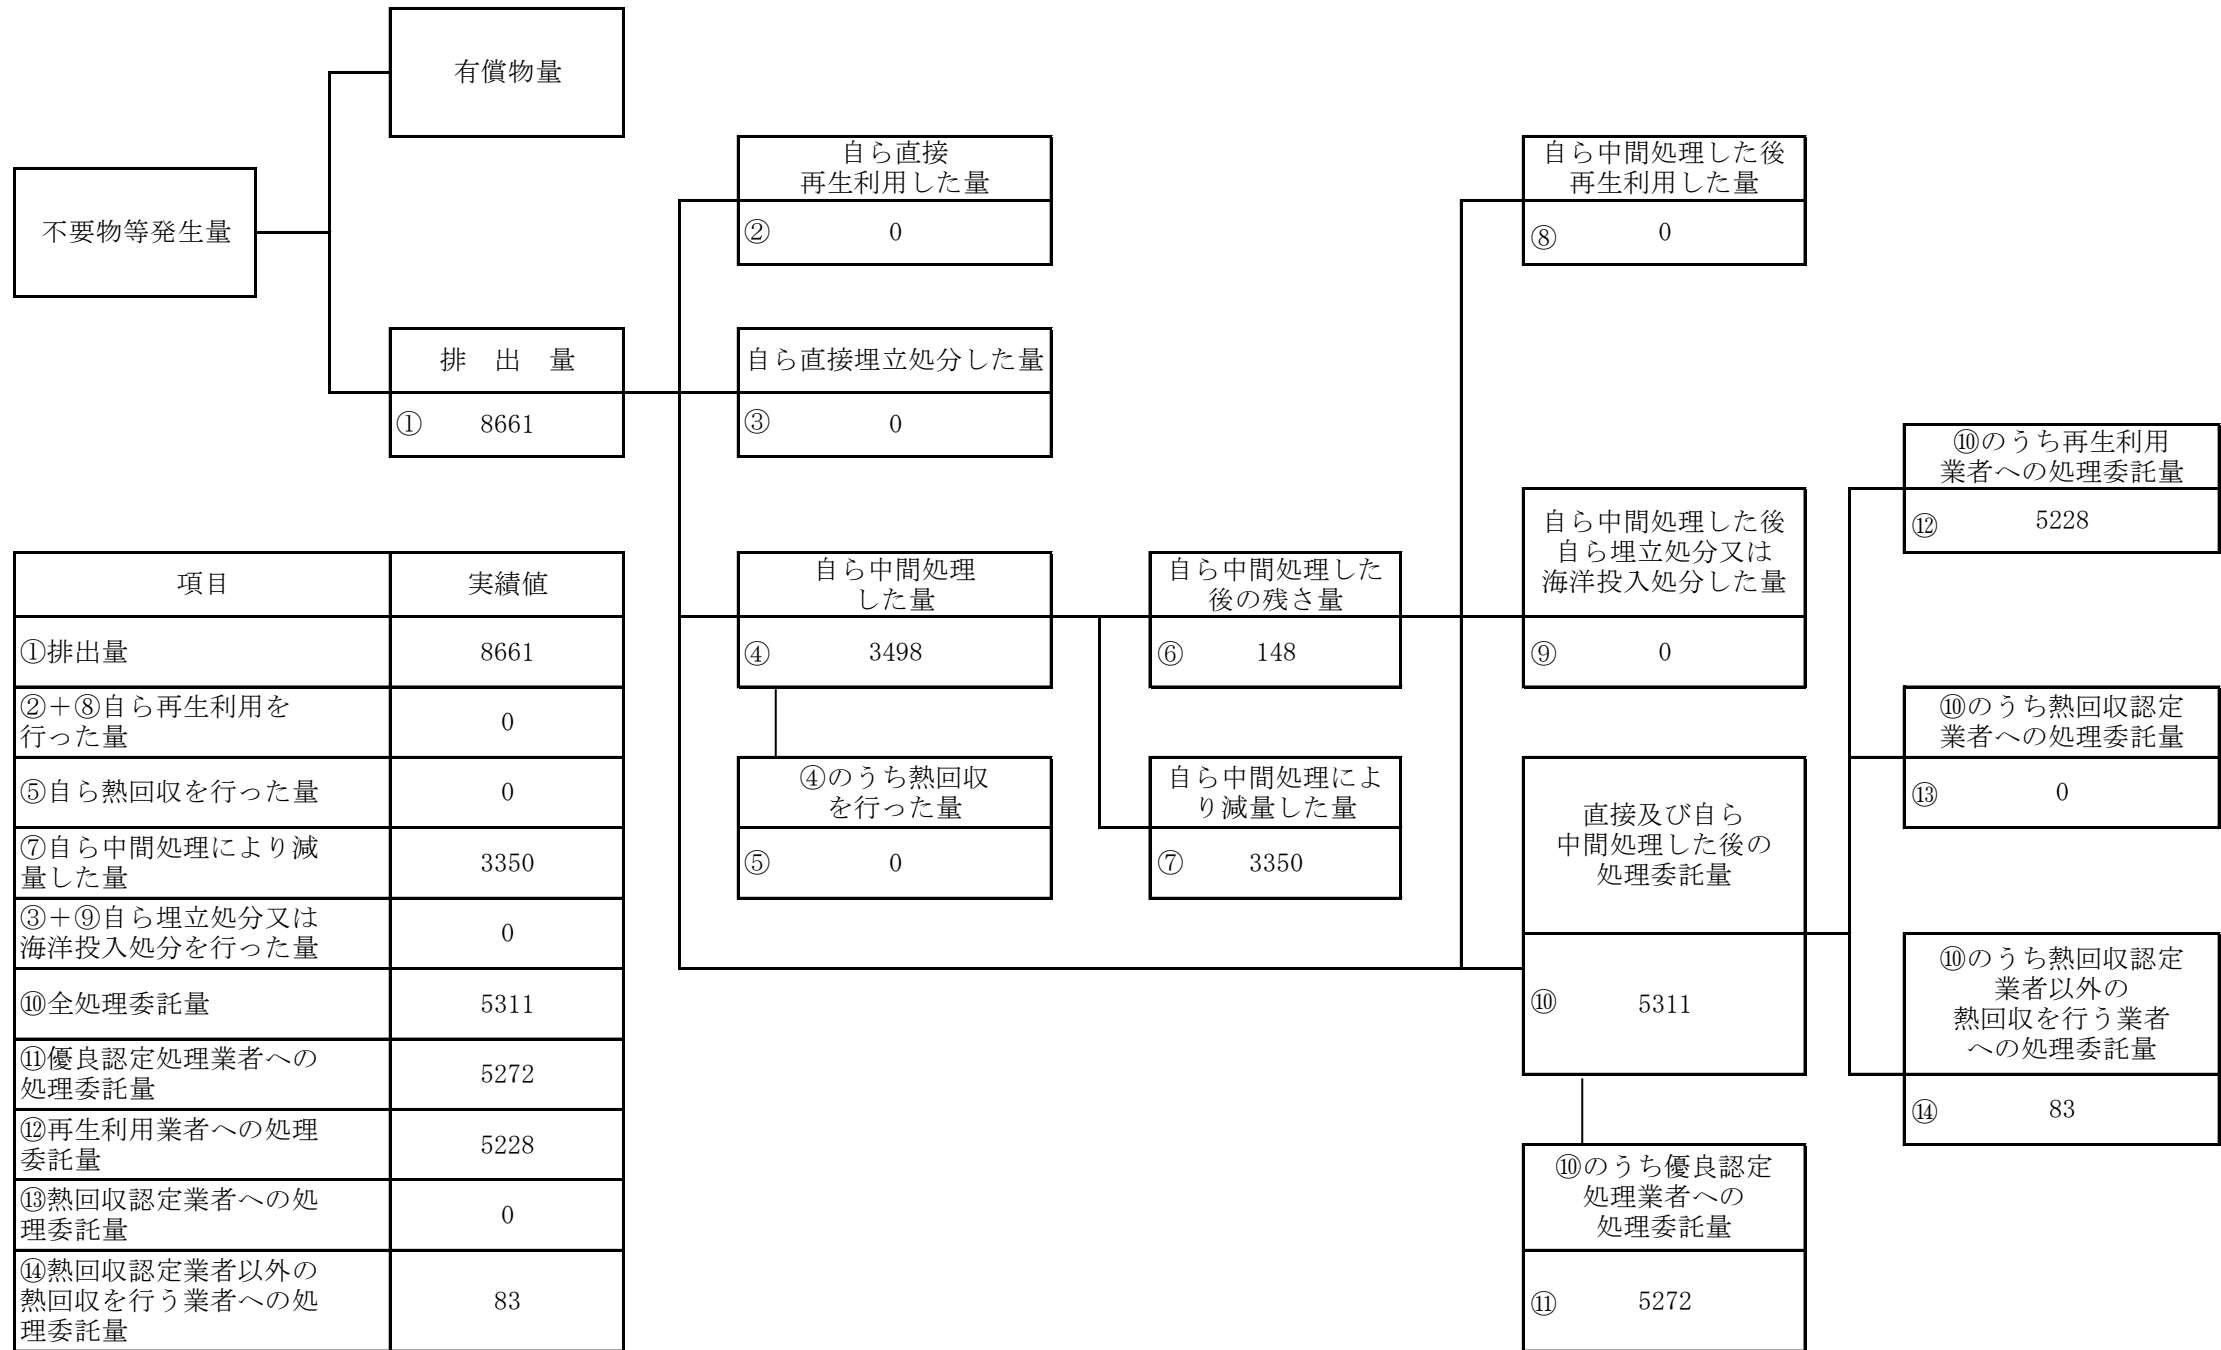 有償物量
不要物等発生量
排　出　量
①　8661
自ら直接
再生利用した量
②　0
自ら直接埋立処分した量
③　0
自ら中間処理
した量
④　3498
④のうち熱回収
を行った量
⑤　0
自ら中間処理した
後の残さ量
⑥　148
自ら中間処理によ
り減量した量
⑦　3350
自ら中間処理した後
再生利用した量
⑧　0
自ら中間処理した後
自ら埋立処分又は
海洋投入処分した量
⑨　0
直接及び自ら
中間処理した後の
処理委託量
⑩　5311
⑩のうち優良認定
処理業者への
処理委託量
⑪　5272
⑩のうち再生利用
業者への処理委託量
⑫　5228
⑩のうち熱回収認定
業者への処理委託量
⑬　0
⑩のうち熱回収認定
業者以外の
熱回収を行う業者
への処理委託量
⑭　83
項目　実績値
①排出量　8661
②＋⑧自ら再生利用を
行った量　0
⑤自ら熱回収を行った量　0
⑦自ら中間処理により減
量した量　3350
③＋⑨自ら埋立処分又は
海洋投入処分を行った量　0
⑩全処理委託量　5311
⑪優良認定処理業者への
処理委託量　5272
⑫再生利用業者への処理
委託量　5228
⑬熱回収認定業者への処
理委託量　0
⑭熱回収認定業者以外の
熱回収を行う業者への処
理委託量　83